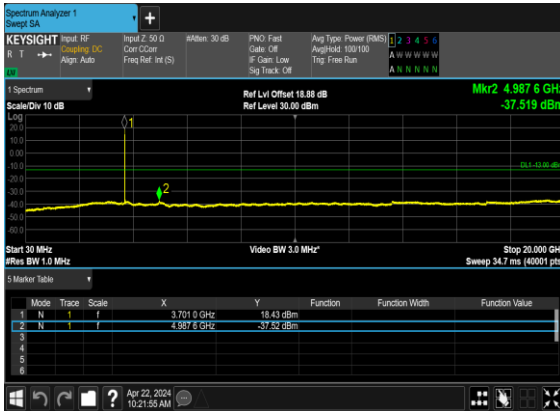 Spectrum Analyzer 1
Swept SA
+
KEYSIGHT Input: RF Input Z: 50 Ω #Atten: 30 dB PNO: Fast Avg Type: Power (RMS) 1 2 3 4 5 6
R T Coupling: DC Corr CCorr Gate: Off Avg|Hold: 100/100 A W W W W W
Align: Auto Freq Ref: Int (S) IF Gain: Low Trig: Free Run
Sig Track: Off A N N N N N
1 Spectrum Ref Lvl Offset 18.88 dB Mkr2 4.987 6 GHz
Scale/Div 10 dB Ref Level 30.00 dBm -37.519 dBm
Log
20.0
10.0
0.00
-10.0
-20.0
-30.0
-40.0
-50.0
-60.0
1
2
DL1 -13.00 dBm
Start 30 MHz Video BW 3.0 MHz* Stop 20.000 GHz
#Res BW 1.0 MHz Sweep 34.7 ms (40001 pts)
5 Marker Table
Mode Trace Scale X Y Function Function Width Function Value
1 N 1 f 3.701 0 GHz 18.43 dBm
2 N 1 f 4.987 6 GHz -37.52 dBm
3
4
5
6
? Apr 22, 2024
10:21:55 AM